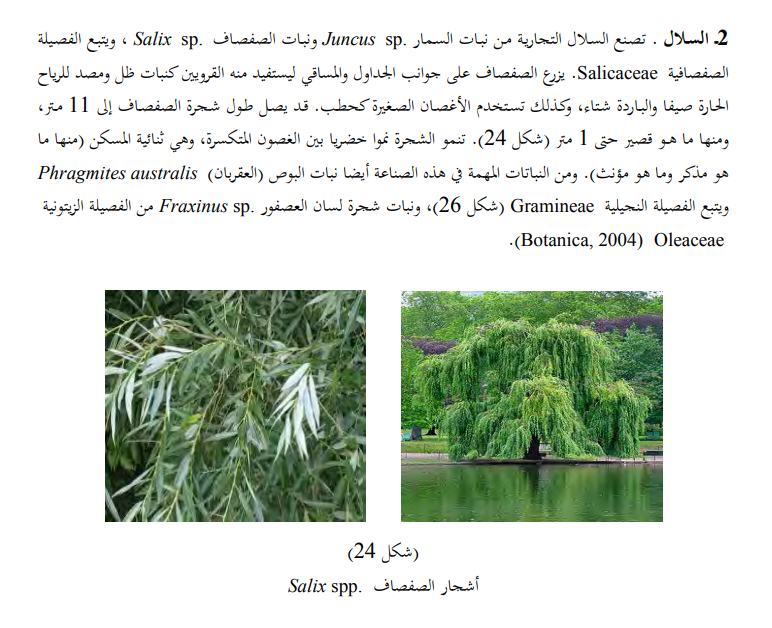 2ـ السلال . تصنع السلال التجارية من نبات السمار Juncus sp. ونبات الصفصاف Salix sp. ، ويتبع الفصيلة
الصفصافية Salicaceae. يزرع الصفصاف على جوانب الجداول والمساقي ليستفيد منه القرويين كنبات ظل ومصد للرياح
الحارة صيفا والباردة شتاء، وكذلك تستخدم الأغصان الصغيرة كحطب. قد يصل طول شجرة الصفصاف إلى 11 متر،
ومنها ما هو قصير حتى 1 متر (شكل 24). تنمو الشجرة نموا خضريا بين الغصون المتكسرة، وهي ثنائية المسكن (منها ما
هو مذكر وما هو مؤنث). ومن النباتات المهمة في هذه الصناعة أيضا نبات البوص (العقربان) Phragmites australis
ويتبع الفصيلة النجيلية Gramineae (شكل 26)، ونبات شجرة لسان العصفور Fraxinus sp. من الفصيلة الزيتونية
Oleaceae (Botanica, 2004).
(شكل 24)
أشجار الصفصاف Salix spp.